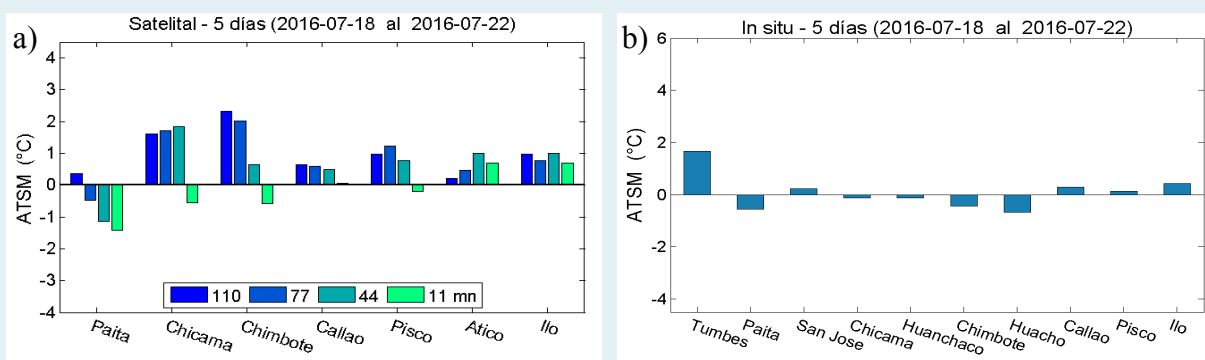 a)
Satelital - 5 días (2016-07-18 al 2016-07-22)
ATSM (°C)
4
3
2
1
0
-1
-2
-3
-4
110 77 44 11 mn
Paita Chicama Chimbote Callao Pisco Atico Ilo
b)
In situ - 5 días (2016-07-18 al 2016-07-22)
ATSM (°C)
6
4
2
0
-2
-4
Tumbes Paita San Jose Chicama Huanchaco Chimbote Huacho Callao Pisco Ilo